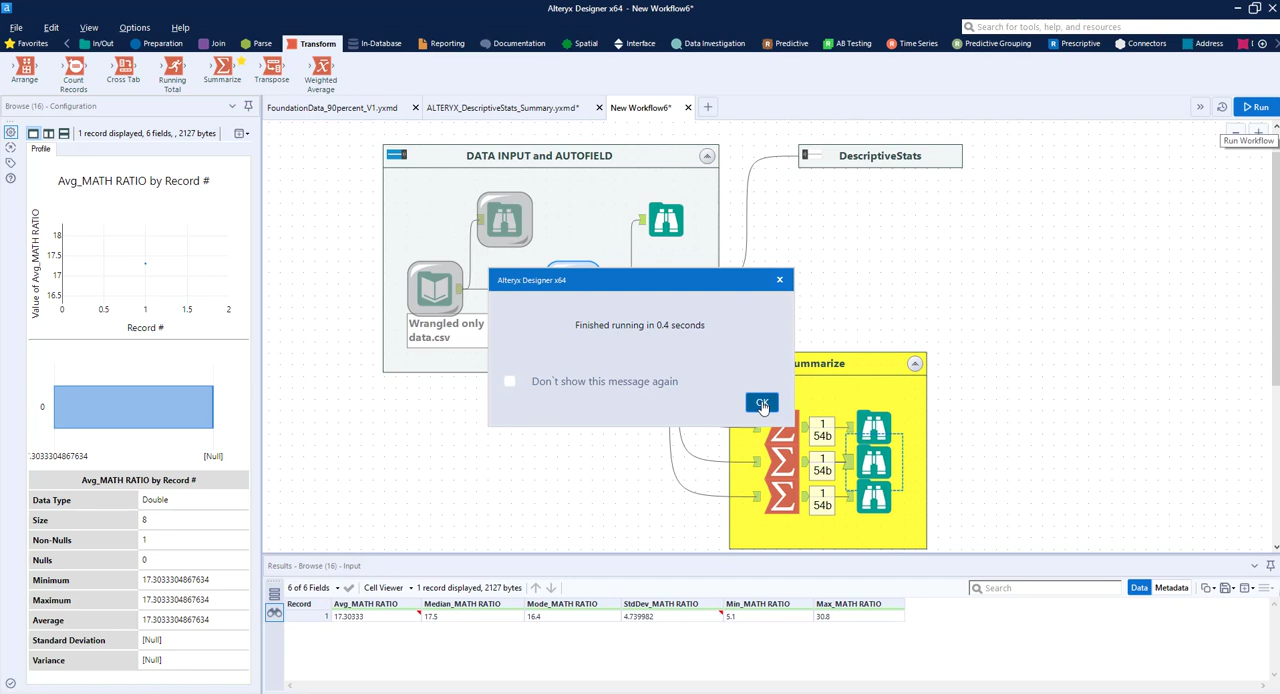 Alteryx Designer x64 - New Workflow6*
File Edit View Options Help
Search for tools, help, and resources
Favorites In/Out Preparation Join Parse Transform In-Database Reporting Documentation Spatial Interface Data Investigation Predictive AB Testing Time Series Predictive Grouping Prescriptive Connectors Address
Arrange Count Records Cross Tab Running Total Summarize Transpose Weighted Average
Browse (16) - Configuration
FoundationData_90percent_V1.yxmd ALTERYX_DescriptiveStats_Summary.yxmd* New Workflow6* Run
1 record displayed, 6 fields, , 2127 bytes
Run Workflow
Profile
Avg_MATH RATIO by Record #
Value of Avg_MATH RATIO
18
17.5
17
16.5
0 0.5 1 1.5 2
Record #
0
.3033304867634 [Null]
Avg_MATH RATIO by Record #
Data Type Double
Size 8
Non-Nulls 1
Nulls 0
Minimum 17.3033304867634
Maximum 17.3033304867634
Average 17.3033304867634
Standard Deviation [Null]
Variance [Null]
DATA INPUT and AUTOFIELD
DescriptiveStats
Wrangled only
data.csv
ummarize
1
54b
1
54b
1
54b
Alteryx Designer x64
Finished running in 0.4 seconds
Don`t show this message again
OK
Results - Browse (16) - Input
6 of 6 Fields Cell Viewer 1 record displayed, 2127 bytes Search Data Metadata
Record Avg_MATH RATIO Median_MATH RATIO Mode_MATH RATIO StdDev_MATH RATIO Min_MATH RATIO Max_MATH RATIO
1 17.30333 17.5 16.4 4.739982 5.1 30.8